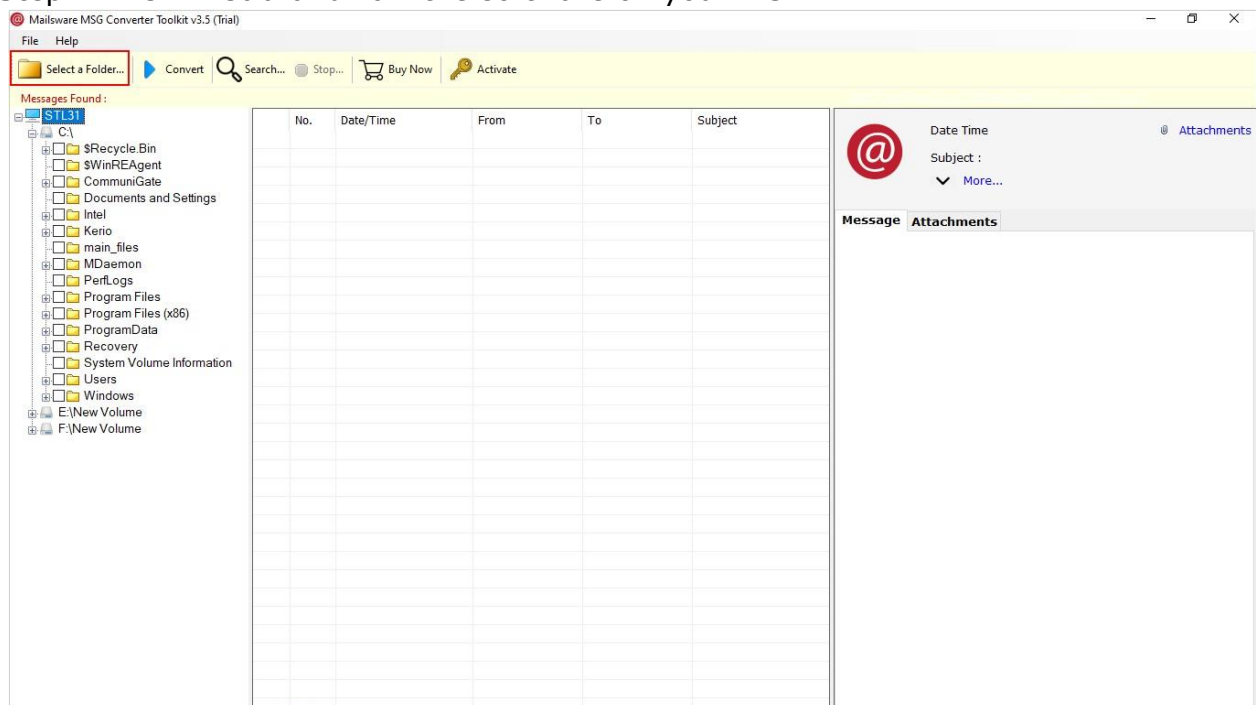 Mailsware MSG Converter Toolkit v3.5 (Trial)
File Help
Select a Folder... Convert Search... Stop... Buy Now Activate
Messages Found :
STL31
C:\
$Recycle.Bin
$WinREAgent
CommuniGate
Documents and Settings
Intel
Kerio
main_files
MDaemon
PerfLogs
Program Files
Program Files (x86)
ProgramData
Recovery
System Volume Information
Users
Windows
E:\New Volume
F:\New Volume
No. Date/Time From To Subject
Date Time Attachments
Subject :
More...
Message Attachments